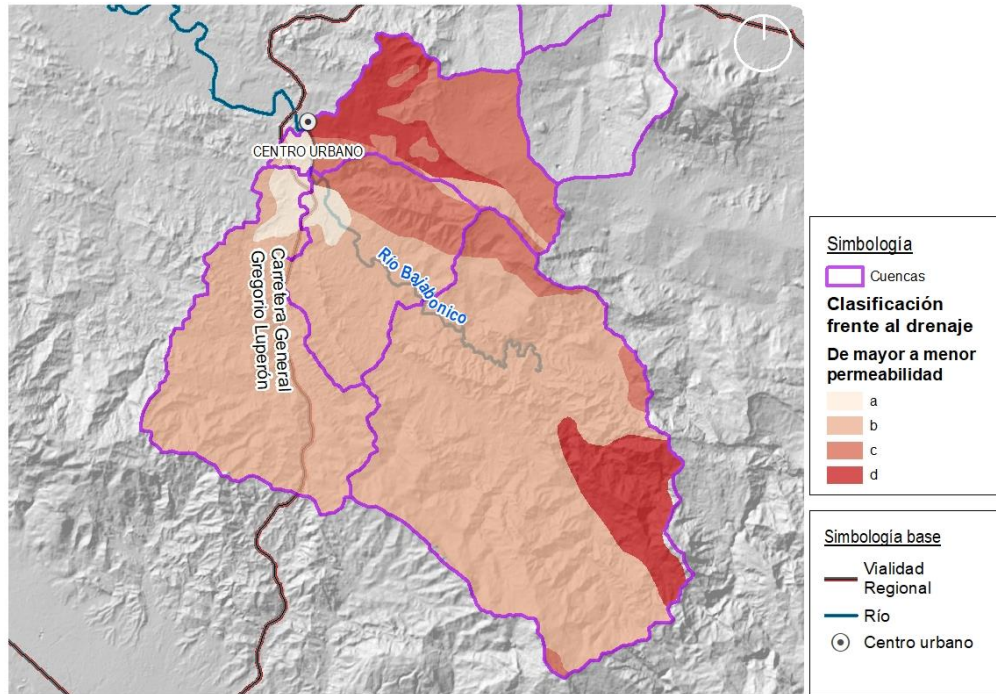 CENTRO URBANO
Río Bajabonico
Carretera General
Gregorio Luperón
Simbología
Cuencas
Clasificación
frente al drenaje
De mayor a menor
permeabilidad
a
b
c
d
Simbología base
Vialidad
Regional
Río
Centro urbano